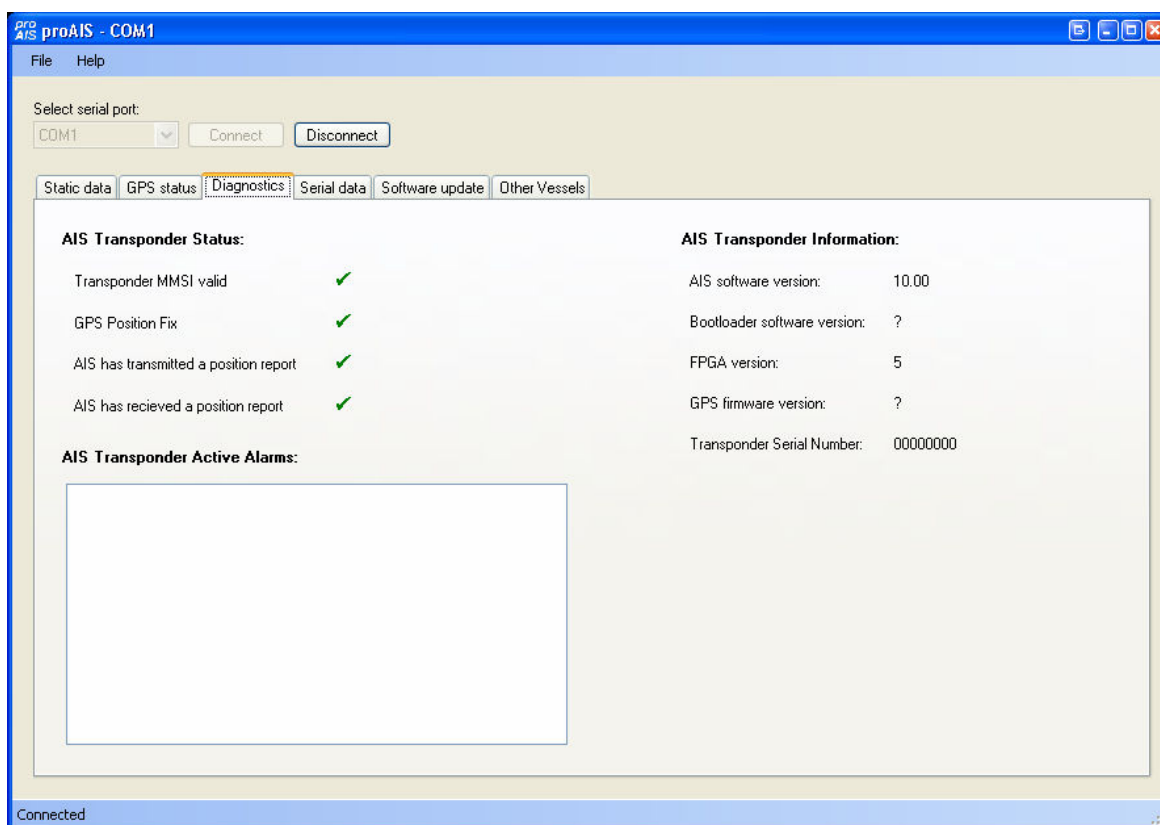 pro AIS proAIS - COM1
File Help
Select serial port:
COM1 Connect Disconnect
Static data GPS status Diagnostics Serial data Software update Other Vessels
AIS Transponder Status:
Transponder MMSI valid
GPS Position Fix
AIS has transmitted a position report
AIS has recieved a position report
AIS Transponder Active Alarms:
AIS Transponder Information:
AIS software version: 10.00
Bootloader software version: ?
FPGA version: 5
GPS firmware version: ?
Transponder Serial Number: 00000000
Connected